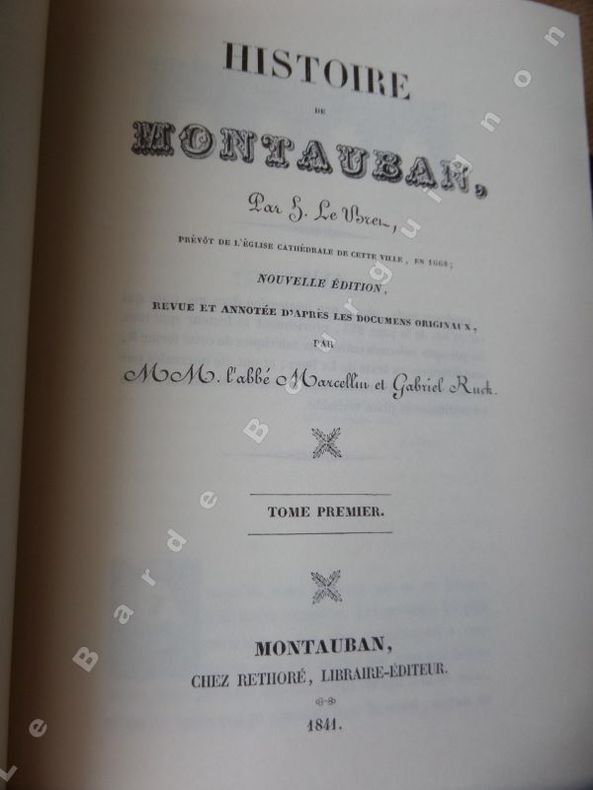 HISTOIRE
DE
MONTAUBAN,
Par H. Le Bret,
PRÉVÔT DE L'ÉGLISE CATHÉDRALE DE CETTE VILLE, EN 1668;
NOUVELLE ÉDITION,
REVUE ET ANNOTÉE D'APRÈS LES DOCUMENS ORIGINAUX,
PAR
MM. l'abbé Marcellin et Gabriel Ruck.
TOME PREMIER.
MONTAUBAN,
CHEZ RETHORÉ, LIBRAIRE-ÉDITEUR.
1841.
Le Barde Bourguignon